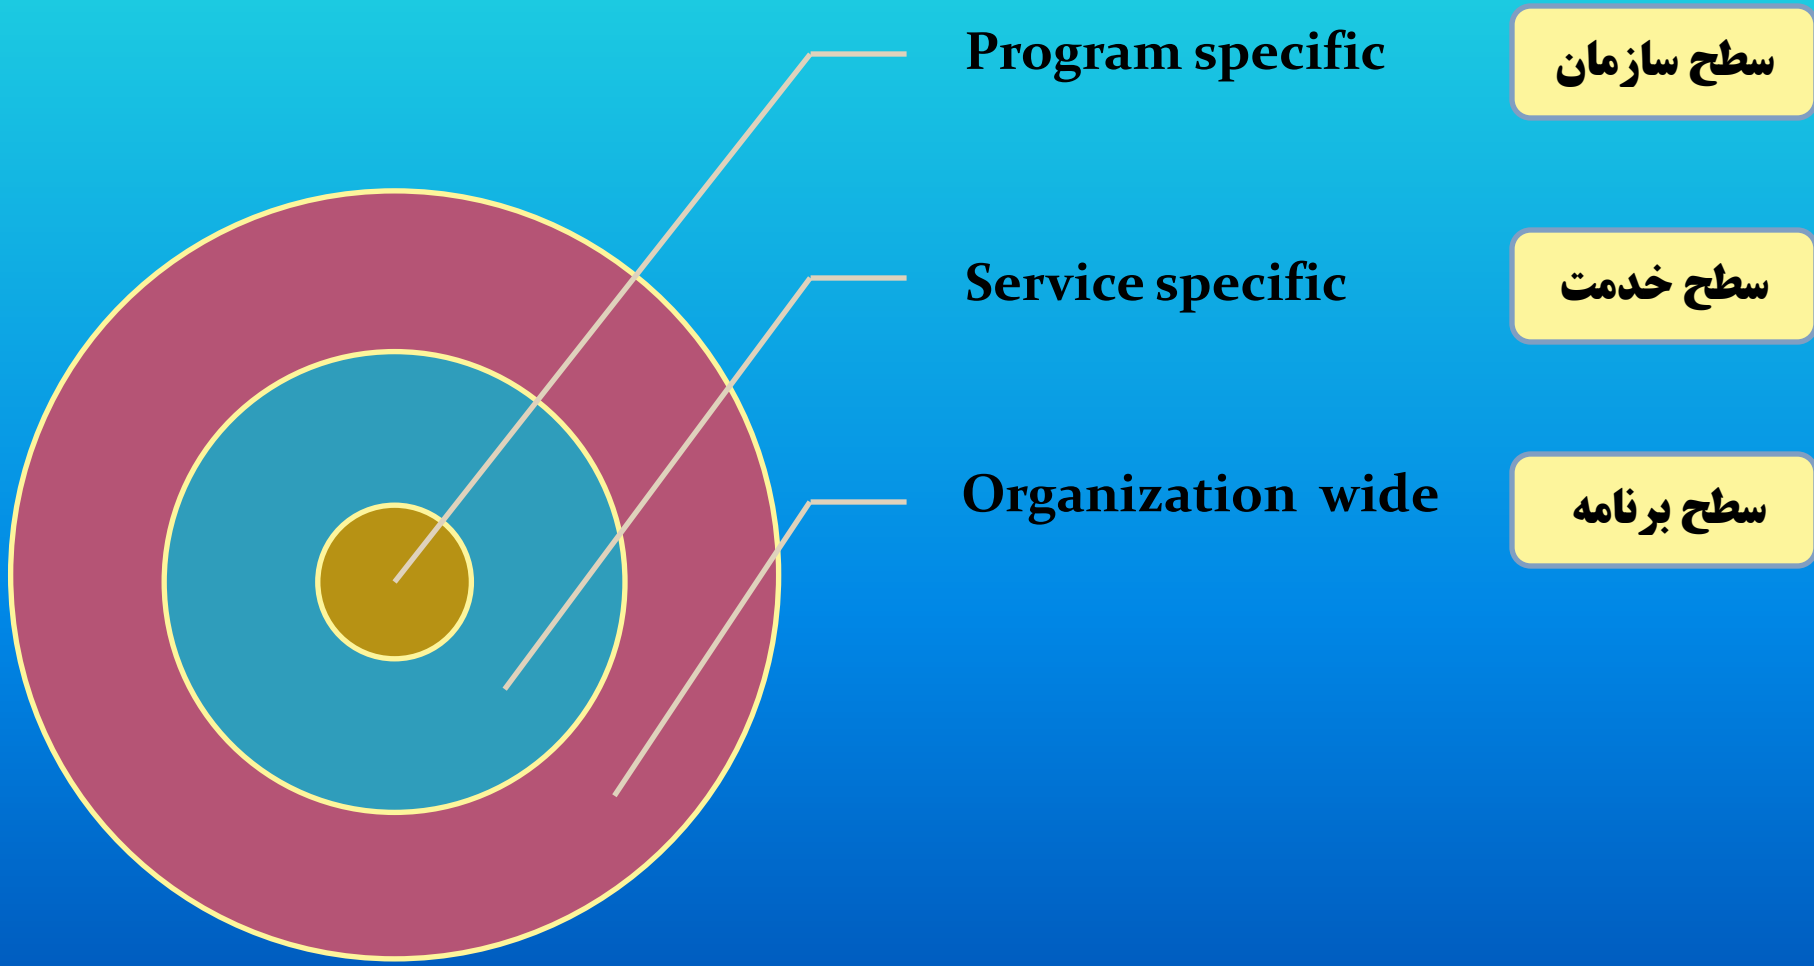 Program specific
سطح سازمان
Service specific
سطح خدمت
Organization wide
سطح برنامه